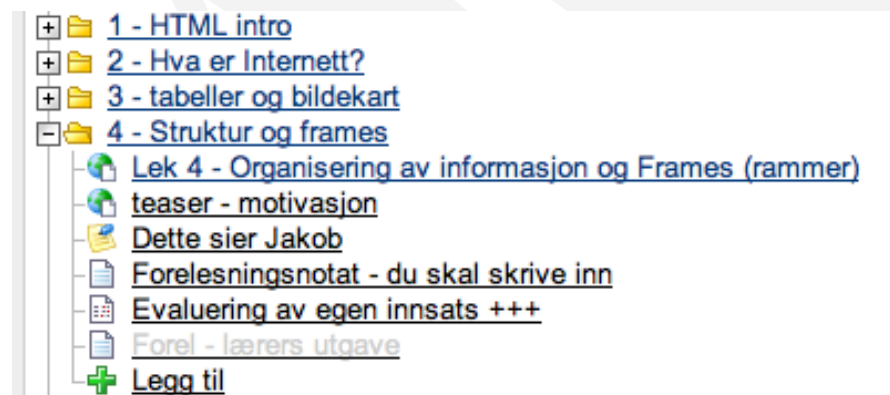 1 - HTML intro
2 - Hva er Internett?
3 - tabeller og bildekart
4 - Struktur og frames
Lek 4 - Organisering av informasjon og Frames (rammer)
teaser - motivasjon
Dette sier Jakob
Forelesningsnotat - du skal skrive inn
Evaluering av egen innsats +++
Forel - lærers utgave
Legg til